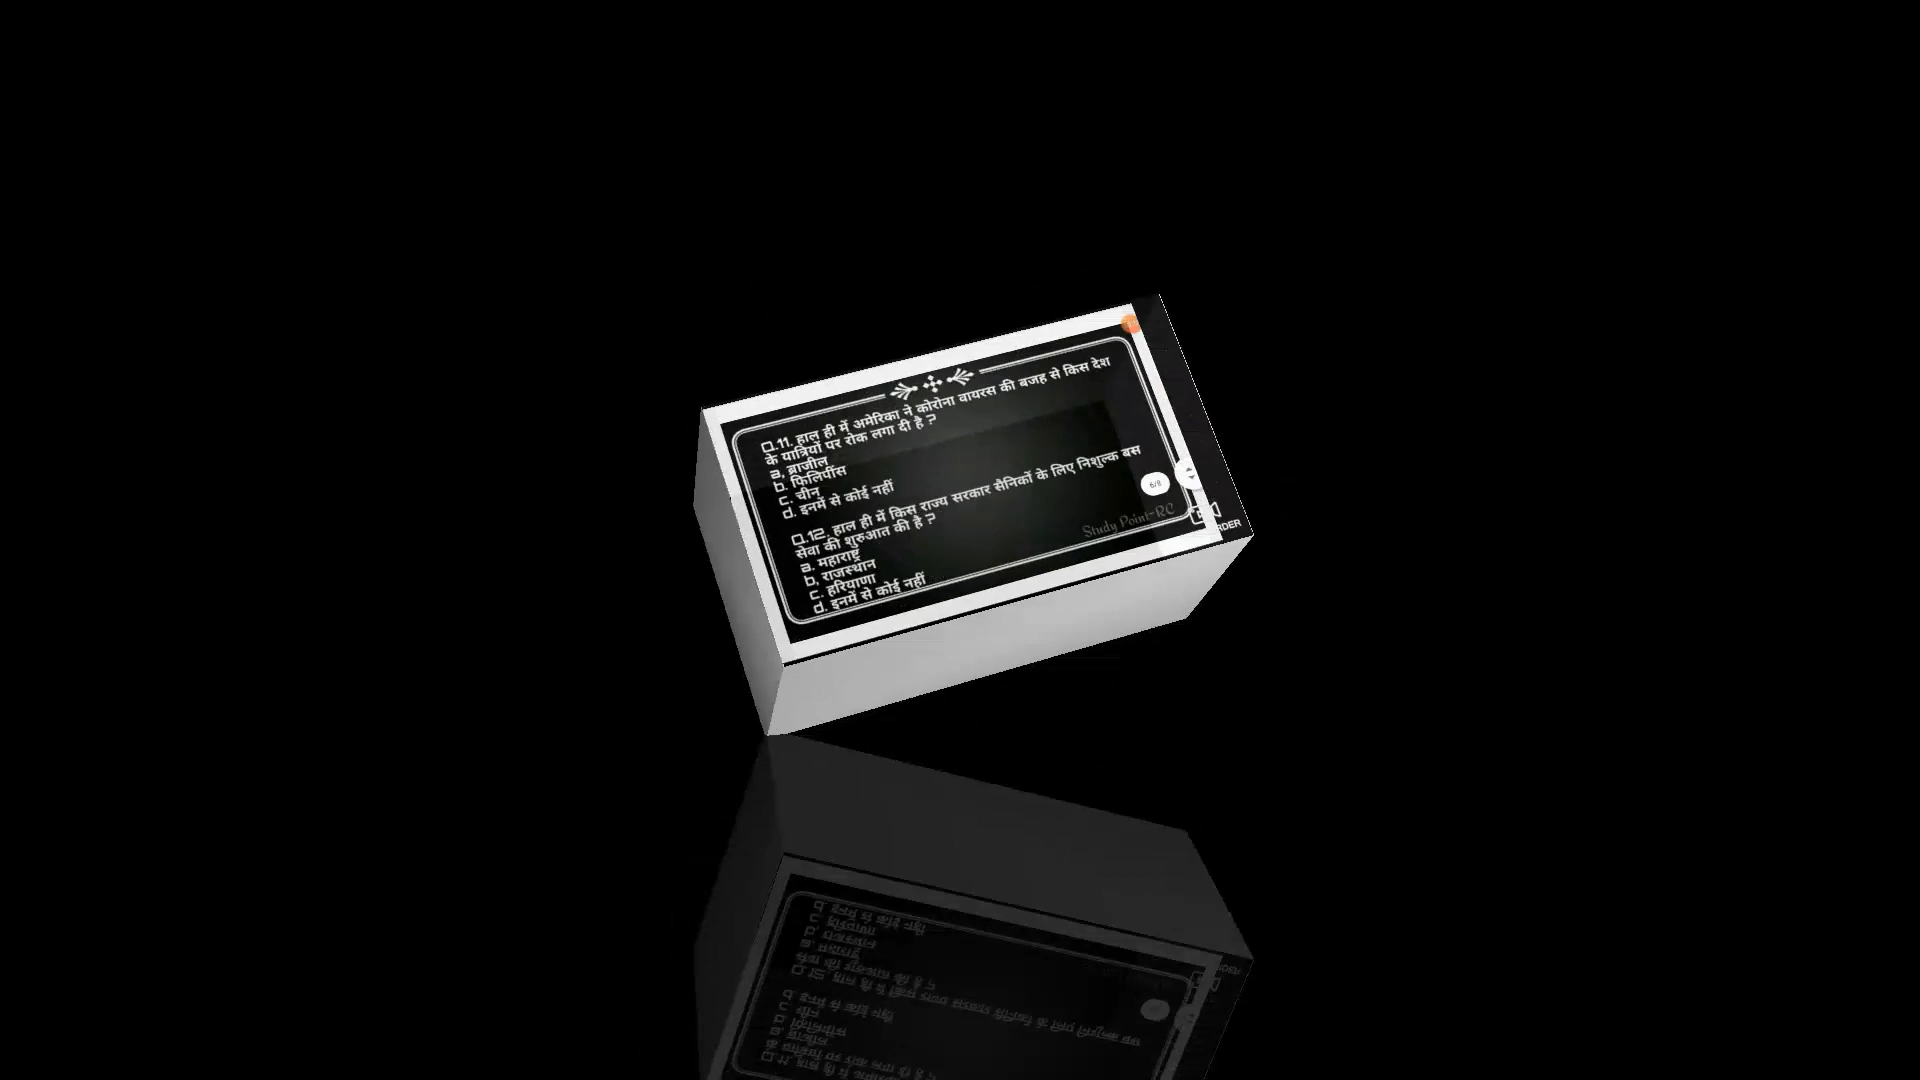 Q.11. हाल ही में अमेरिका ने कोरोना वायरस की बजह से किस देश
के यात्रियों पर रोक लगा दी है ?
a, ब्राजील
b. फिलिपींस
c. चीन
d. इनमें से कोई नहीं
Q.12. हाल ही में किस राज्य सरकार सैनिकों के लिए निशुल्क बस
सेवा की शुरुआत की है ?
a. महाराष्ट्र
b, राजस्थान
c. हरियाणा
d. इनमें से कोई नहीं
6/8
Study Point-RC
RDER